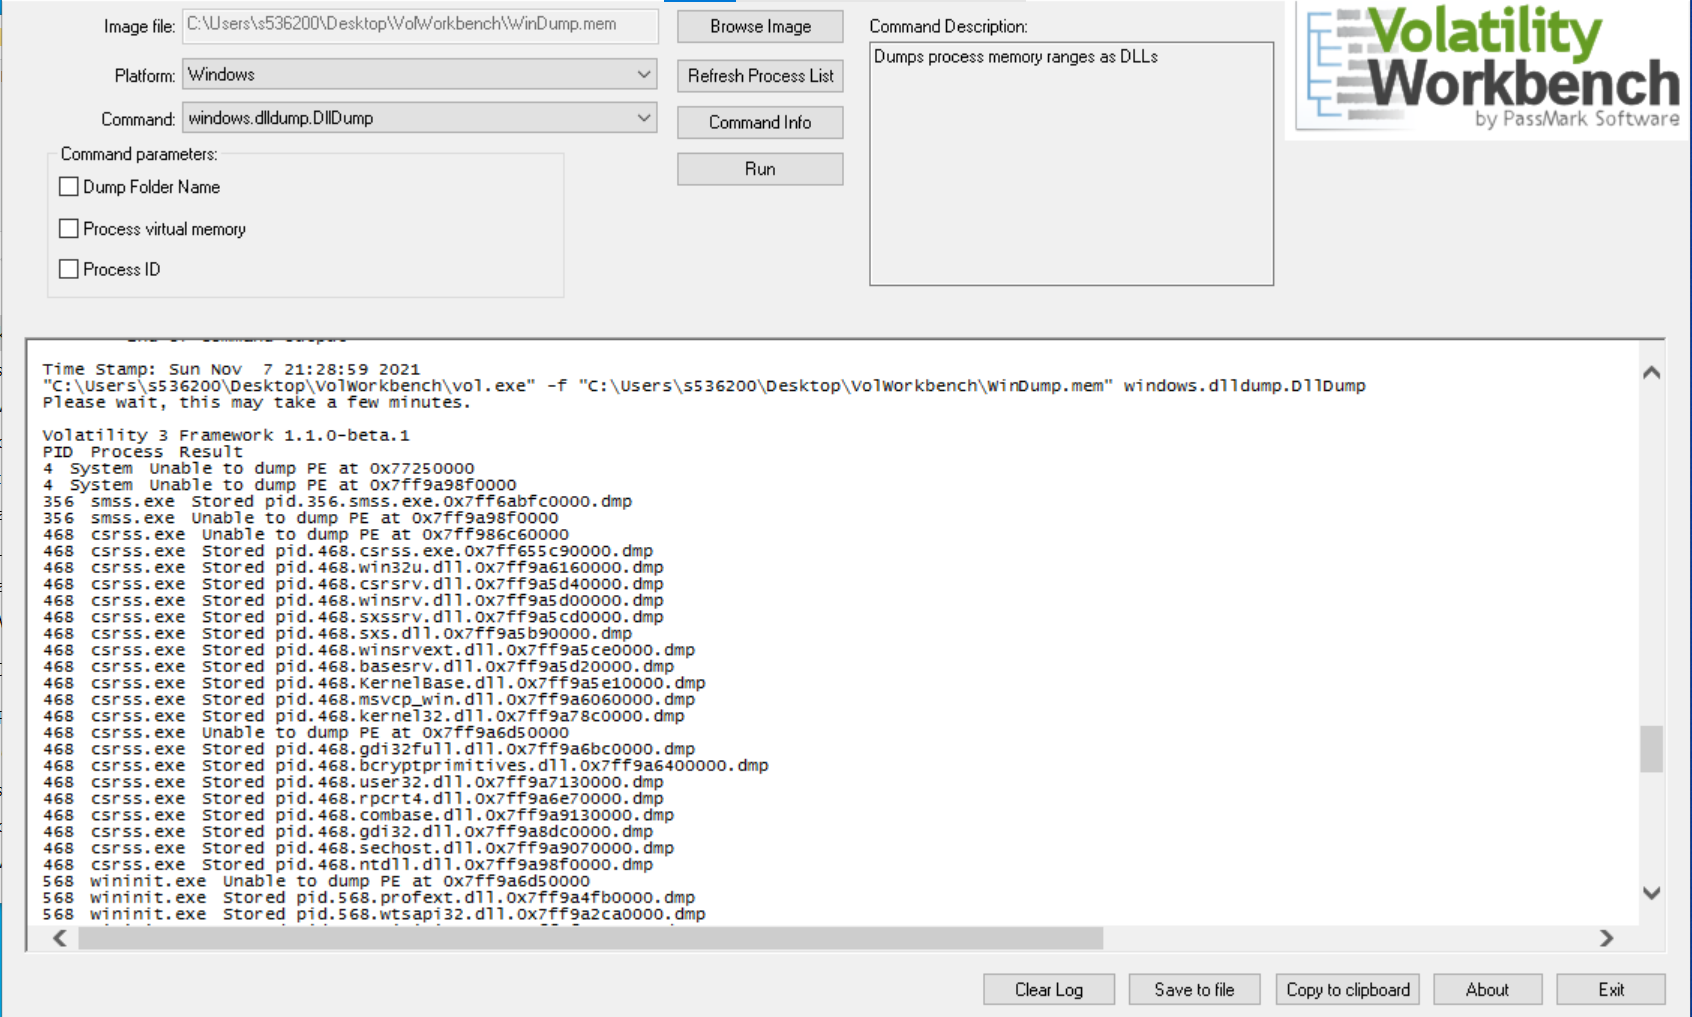 Image file: C:\Users\s536200\Desktop\VolWorkbench\WinDump.mem
Browse Image
Platform: Windows
Refresh Process List
Command: windows.dlldump.DllDump
Command Info
Run
Command parameters:
Dump Folder Name
Process virtual memory
Process ID
Command Description:
Dumps process memory ranges as DLLs
Volatility
Workbench
by PassMark Software
Time Stamp: Sun Nov  7 21:28:59 2021
"C:\Users\s536200\Desktop\VolWorkbench\vol.exe" -f "C:\Users\s536200\Desktop\VolWorkbench\WinDump.mem" windows.dlldump.DllDump
Please wait, this may take a few minutes.
Volatility 3 Framework 1.1.0-beta.1
PID Process Result
4 System Unable to dump PE at 0x77250000
4 System Unable to dump PE at 0x7ff9a98f0000
356 smss.exe Stored pid.356.smss.exe.0x7ff6abfc0000.dmp
356 smss.exe Unable to dump PE at 0x7ff9a98f0000
468 csrss.exe Unable to dump PE at 0x7ff986c60000
468 csrss.exe Stored pid.468.csrss.exe.0x7ff655c90000.dmp
468 csrss.exe Stored pid.468.win32u.dll.0x7ff9a6160000.dmp
468 csrss.exe Stored pid.468.csrsrv.dll.0x7ff9a5d40000.dmp
468 csrss.exe Stored pid.468.winsrv.dll.0x7ff9a5d00000.dmp
468 csrss.exe Stored pid.468.sxssrv.dll.0x7ff9a5cd0000.dmp
468 csrss.exe Stored pid.468.sxs.dll.0x7ff9a5b90000.dmp
468 csrss.exe Stored pid.468.winsrvext.dll.0x7ff9a5ce0000.dmp
468 csrss.exe Stored pid.468.basesrv.dll.0x7ff9a5d20000.dmp
468 csrss.exe Stored pid.468.KernelBase.dll.0x7ff9a5e10000.dmp
468 csrss.exe Stored pid.468.msvcp_win.dll.0x7ff9a6060000.dmp
468 csrss.exe Stored pid.468.kernel32.dll.0x7ff9a78c0000.dmp
468 csrss.exe Unable to dump PE at 0x7ff9a6d50000
468 csrss.exe Stored pid.468.gdi32full.dll.0x7ff9a6bc0000.dmp
468 csrss.exe Stored pid.468.bcryptprimitives.dll.0x7ff9a6400000.dmp
468 csrss.exe Stored pid.468.user32.dll.0x7ff9a7130000.dmp
468 csrss.exe Stored pid.468.rpcrt4.dll.0x7ff9a6e70000.dmp
468 csrss.exe Stored pid.468.combase.dll.0x7ff9a9130000.dmp
468 csrss.exe Stored pid.468.gdi32.dll.0x7ff9a8dc0000.dmp
468 csrss.exe Stored pid.468.sechost.dll.0x7ff9a9070000.dmp
468 csrss.exe Stored pid.468.ntdll.dll.0x7ff9a98f0000.dmp
568 wininit.exe Unable to dump PE at 0x7ff9a6d50000
568 wininit.exe Stored pid.568.profext.dll.0x7ff9a4fb0000.dmp
568 wininit.exe Stored pid.568.wtsapi32.dll.0x7ff9a2ca0000.dmp
Clear Log
Save to file
Copy to clipboard
About
Exit